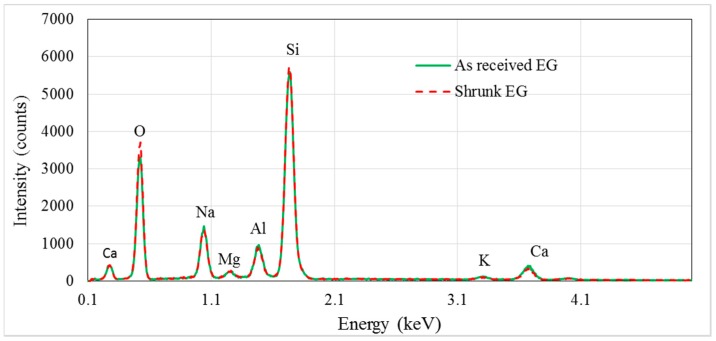 7000
6000
5000
4000
3000
2000
1000
0
Intensity (counts)
Si
As received EG
Shrunk EG
O
Na
Al
Ca
Mg
K
Ca
0.1 1.1 2.1 3.1 4.1
Energy (keV)